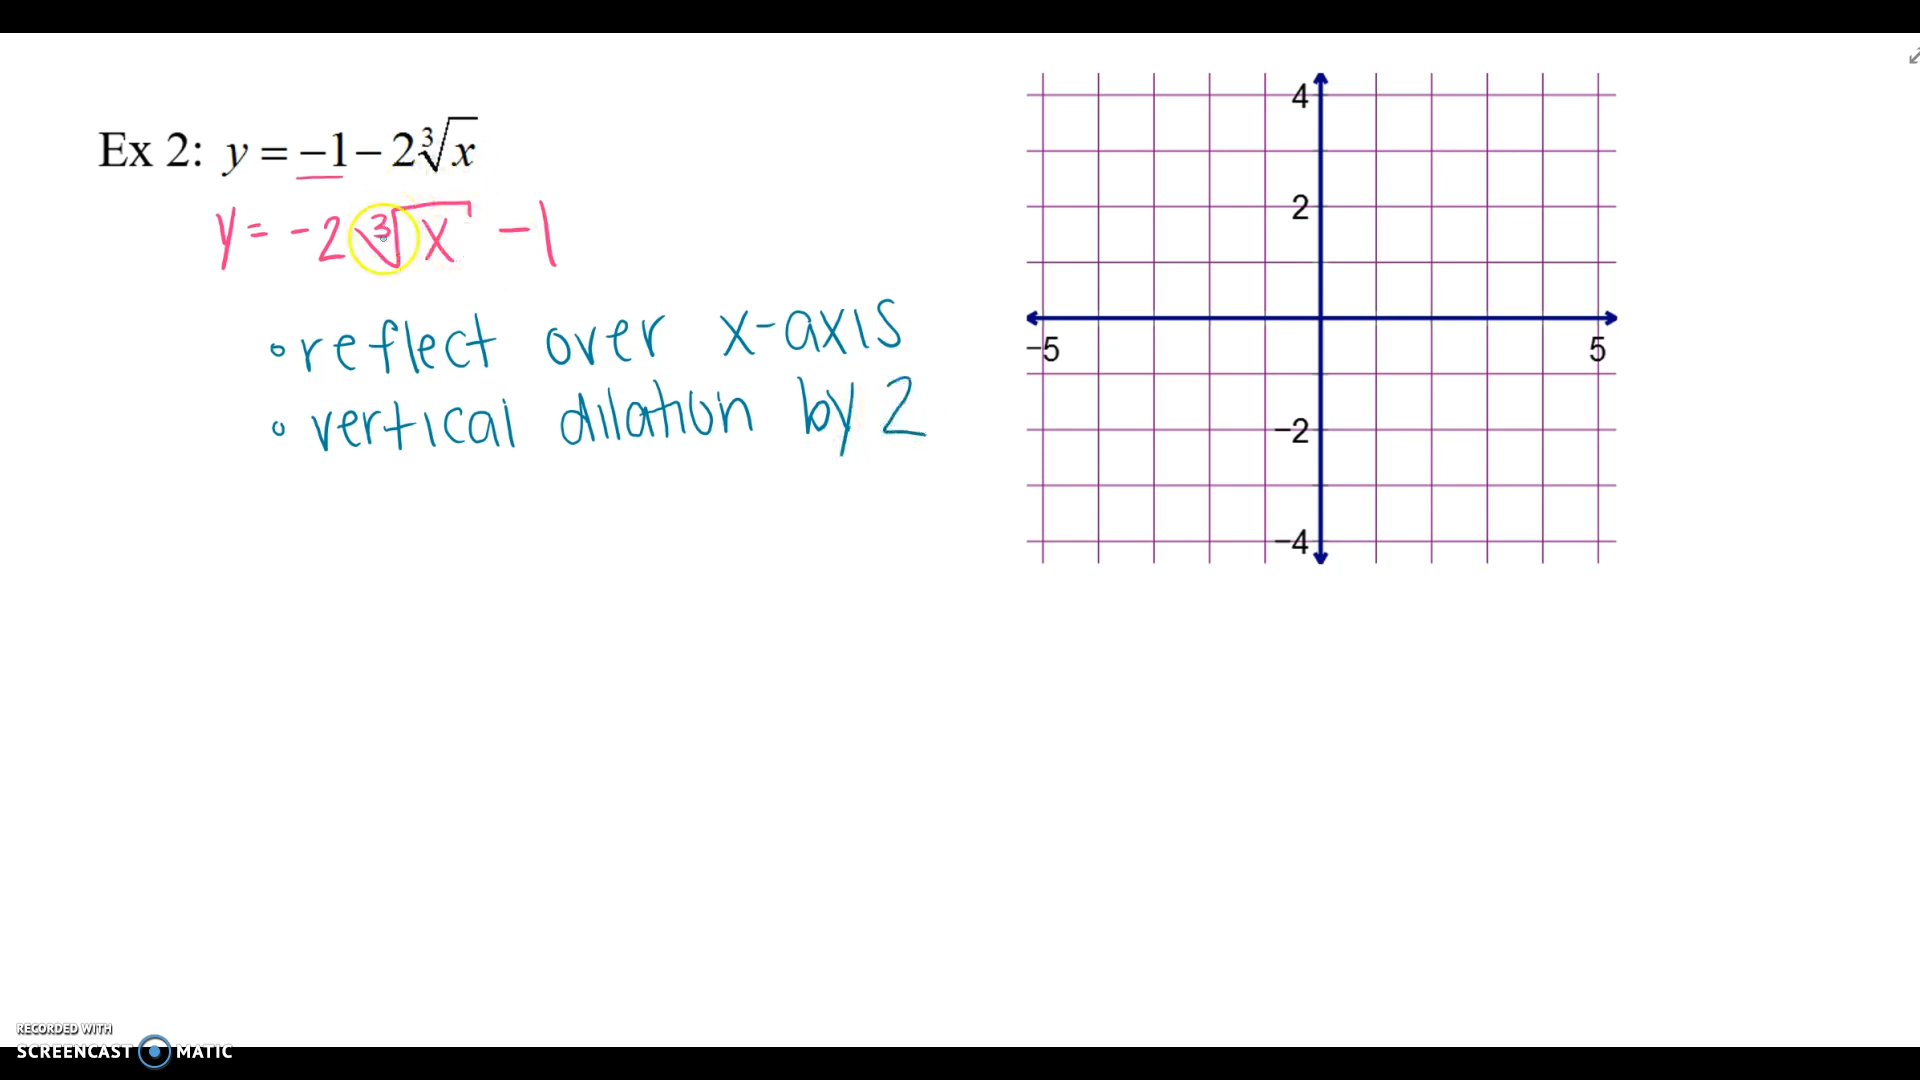 Ex 2: y = −1 − 2∛x
y = -2 ∛x - 1
• reflect over x-axis
• vertical dilation by 2
4
2
−5 5
−2
−4
RECORDED WITH
SCREENCAST MATIC